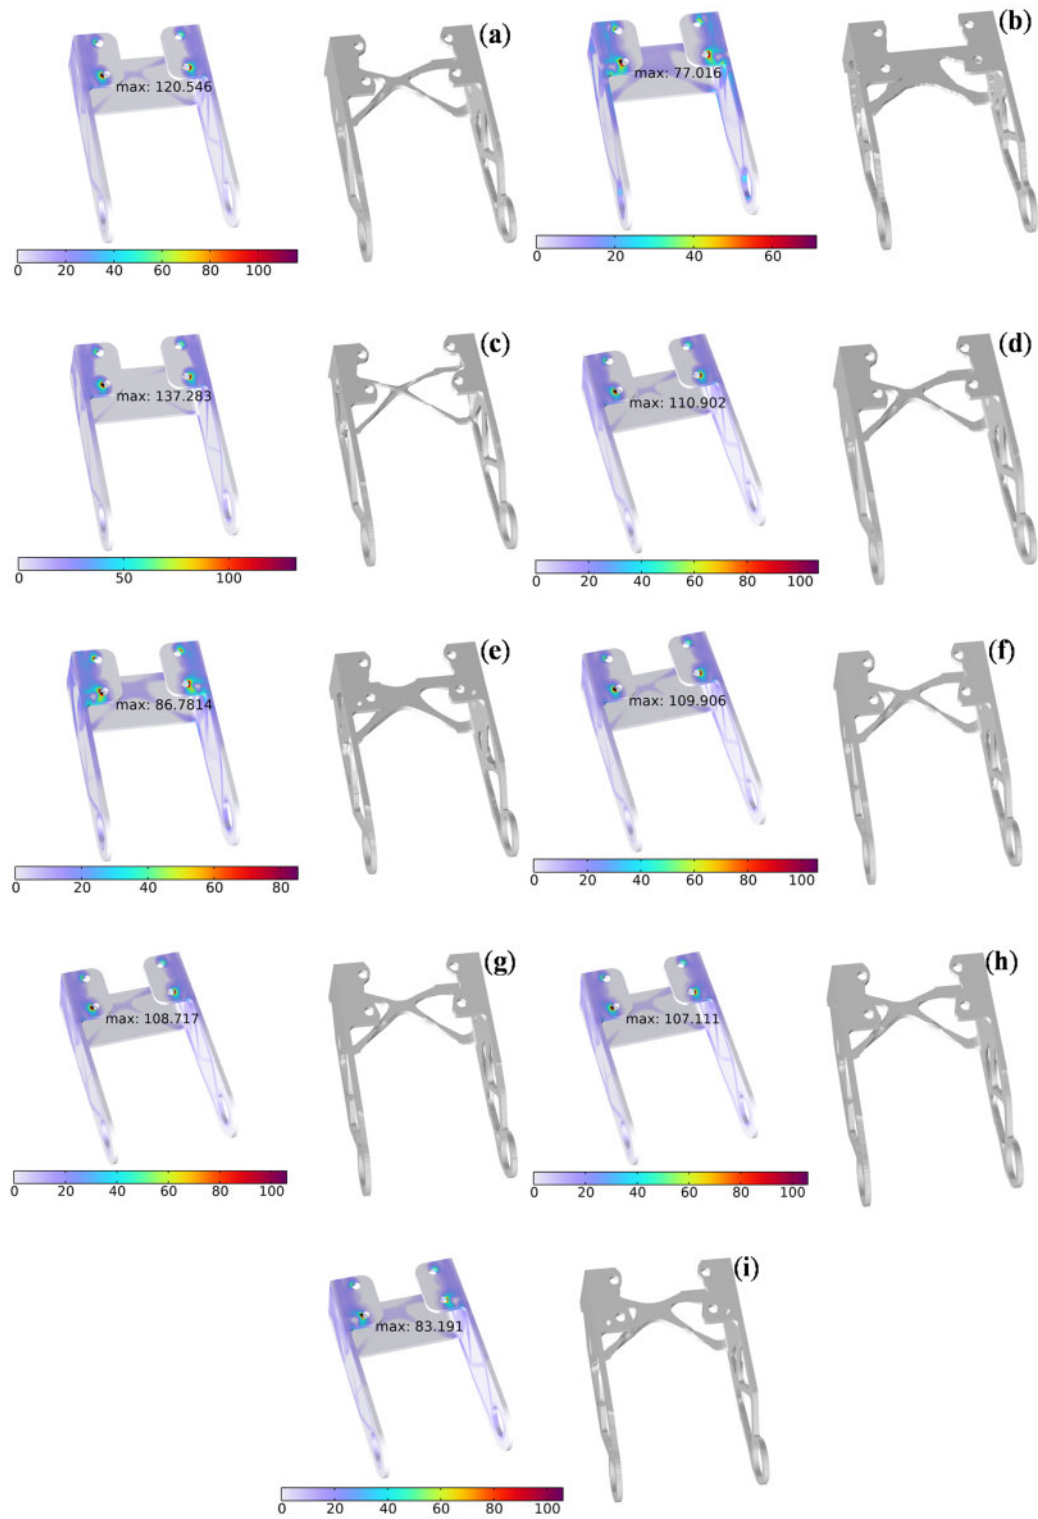 (a)
max: 120.546
0 20 40 60 80 100
(b)
max: 77.016
0 20 40 60
(c)
max: 137.283
0 50 100
(d)
max: 110.902
0 20 40 60 80 100
(e)
max: 86.7814
0 20 40 60 80
(f)
max: 109.906
0 20 40 60 80 100
(g)
max: 108.717
0 20 40 60 80 100
(h)
max: 107.111
0 20 40 60 80 100
(i)
max: 83.191
0 20 40 60 80 100